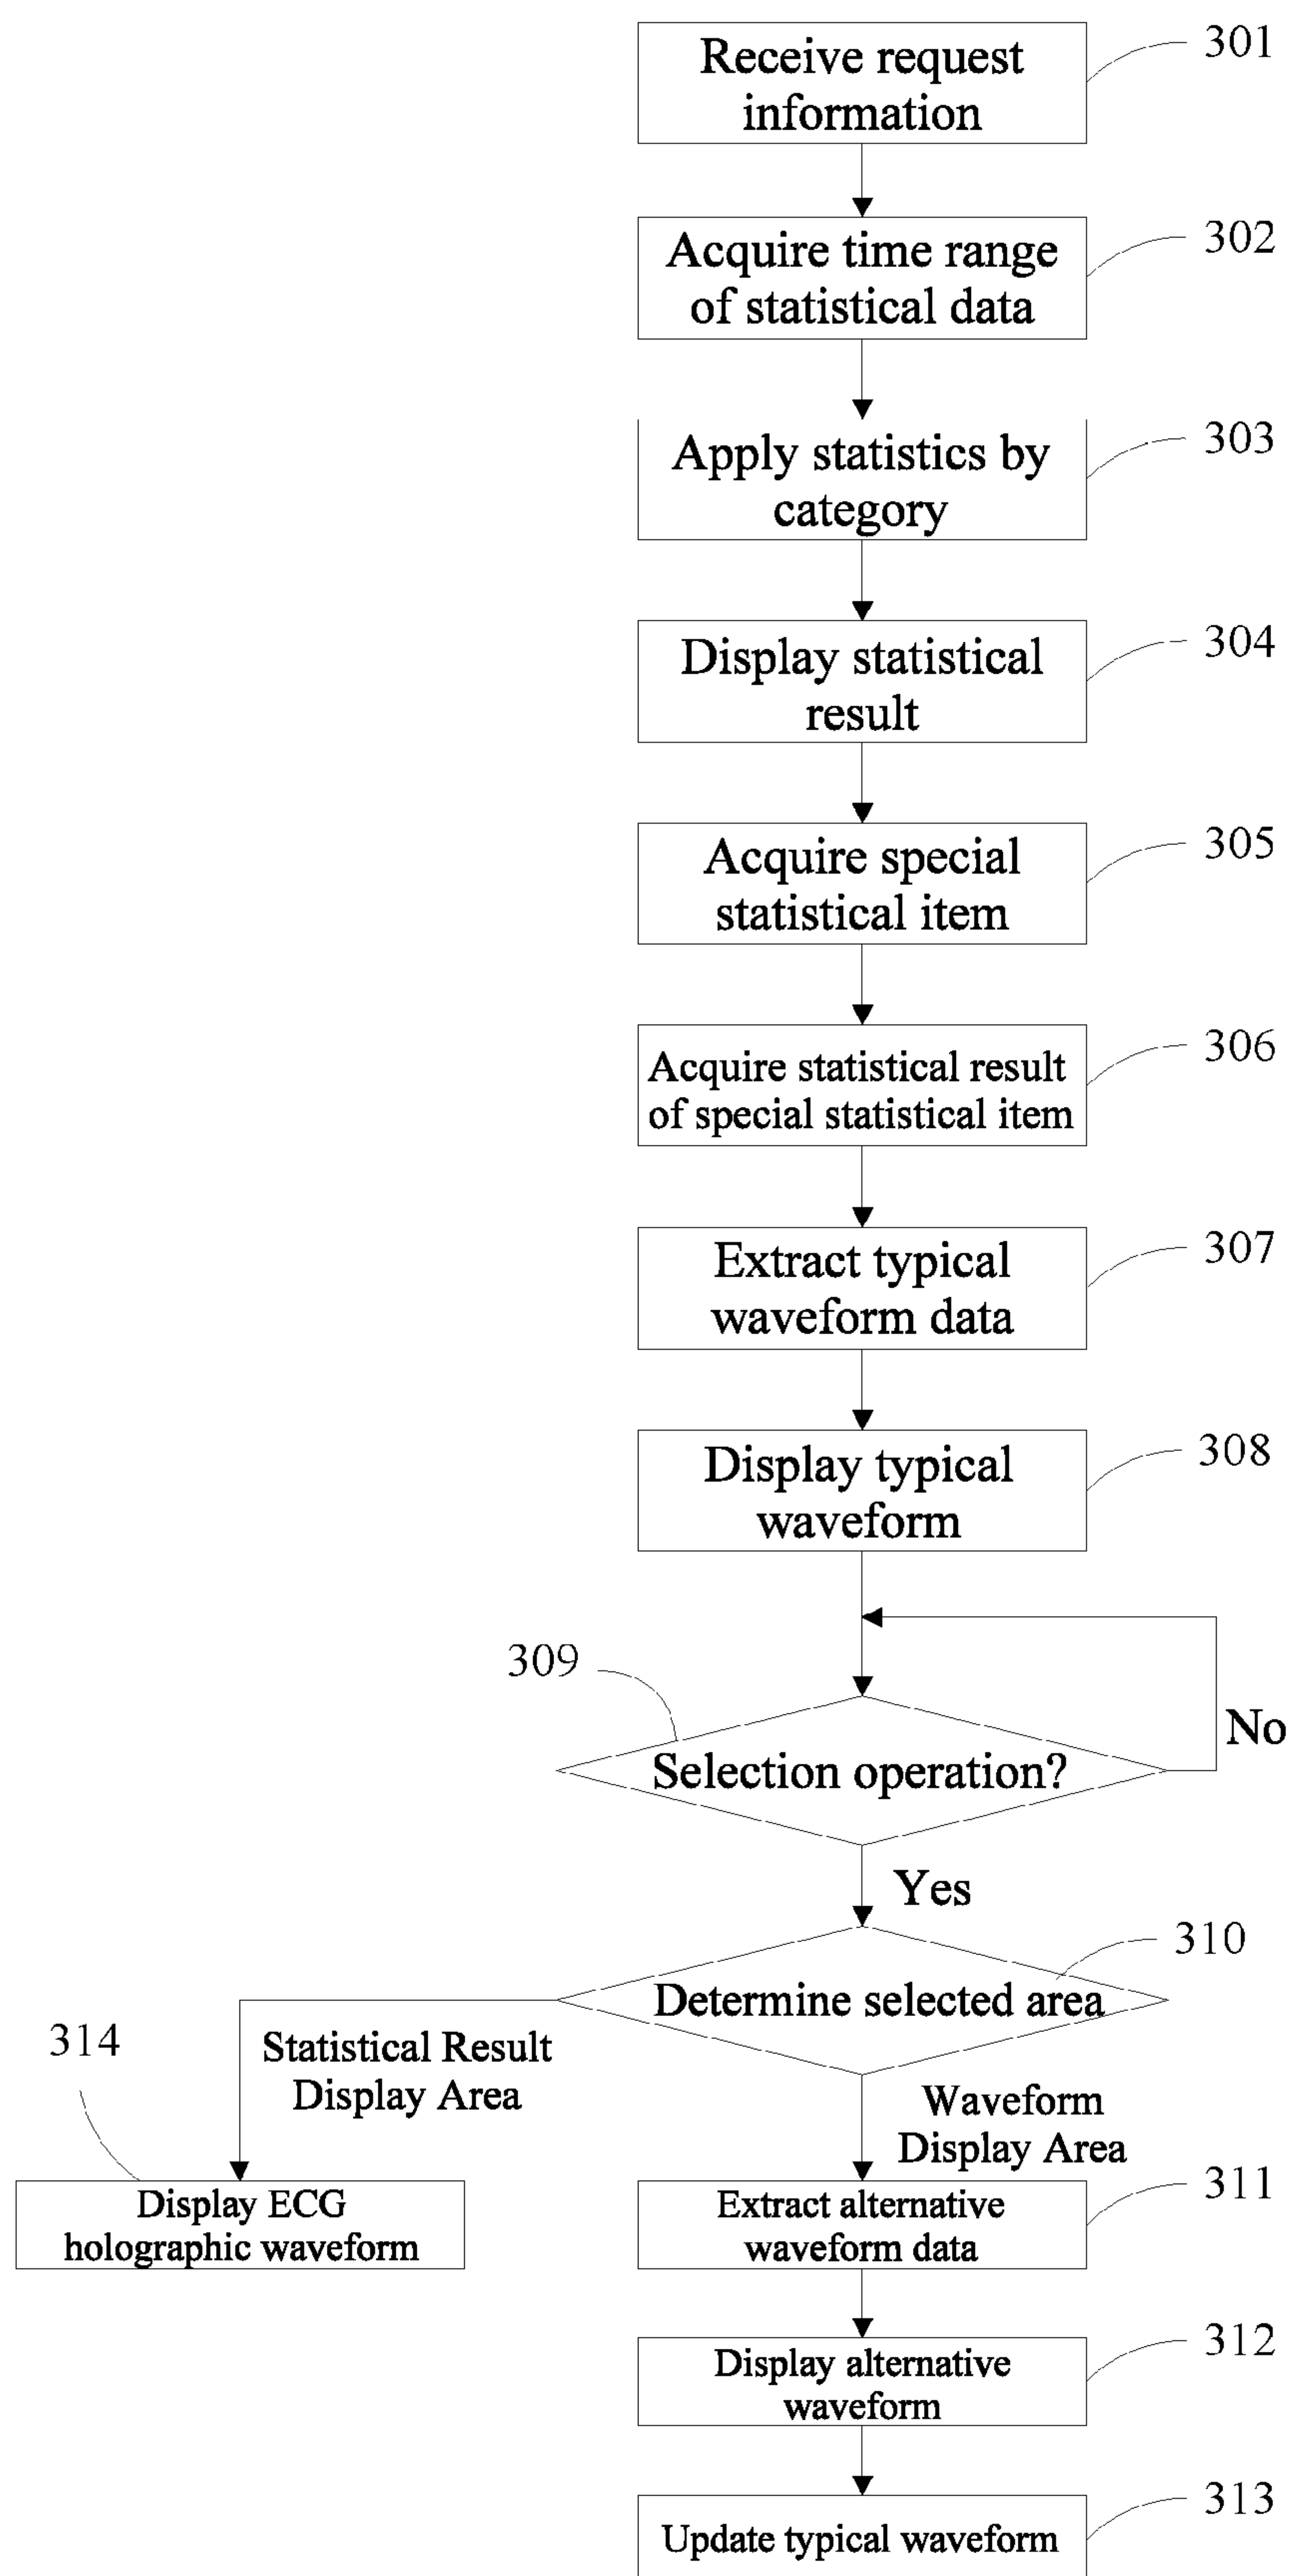 Receive request
information
301
Acquire time range
of statistical data
302
Apply statistics by
category
303
Display statistical
result
304
Acquire special
statistical item
305
Acquire statistical result
of special statistical item
306
Extract typical
waveform data
307
Display typical
waveform
308
309
Selection operation?
No
Yes
310
Determine selected area
314
Statistical Result
Display Area
Waveform
Display Area
Display ECG
holographic waveform
Extract alternative
waveform data
311
Display alternative
waveform
312
Update typical waveform
313